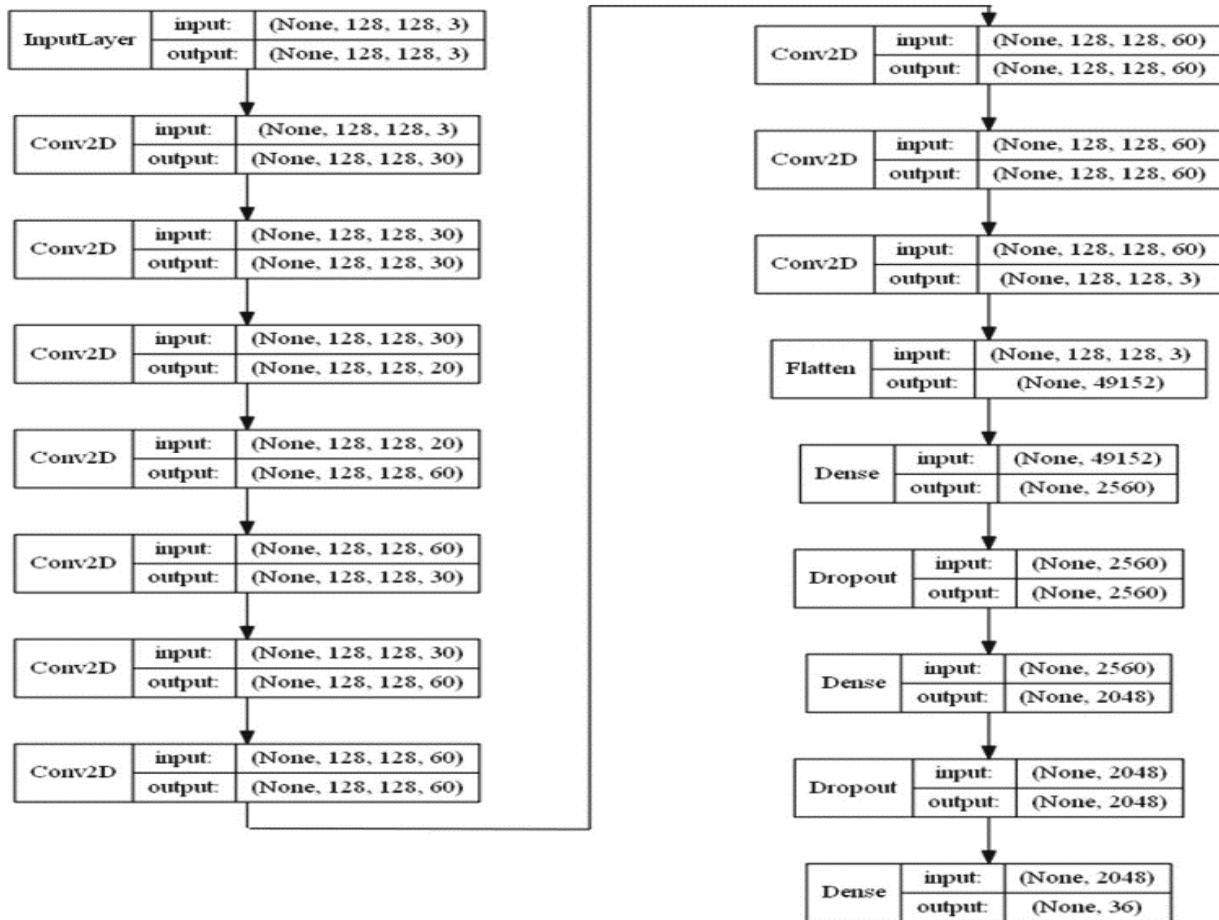 InputLayer input: (None, 128, 128, 3)
output: (None, 128, 128, 3)
Conv2D input: (None, 128, 128, 3)
output: (None, 128, 128, 30)
Conv2D input: (None, 128, 128, 30)
output: (None, 128, 128, 30)
Conv2D input: (None, 128, 128, 30)
output: (None, 128, 128, 20)
Conv2D input: (None, 128, 128, 20)
output: (None, 128, 128, 60)
Conv2D input: (None, 128, 128, 60)
output: (None, 128, 128, 30)
Conv2D input: (None, 128, 128, 30)
output: (None, 128, 128, 60)
Conv2D input: (None, 128, 128, 60)
output: (None, 128, 128, 60)
Conv2D input: (None, 128, 128, 60)
output: (None, 128, 128, 60)
Conv2D input: (None, 128, 128, 60)
output: (None, 128, 128, 60)
Conv2D input: (None, 128, 128, 60)
output: (None, 128, 128, 3)
Flatten input: (None, 128, 128, 3)
output: (None, 49152)
Dense input: (None, 49152)
output: (None, 2560)
Dropout input: (None, 2560)
output: (None, 2560)
Dense input: (None, 2560)
output: (None, 2048)
Dropout input: (None, 2048)
output: (None, 2048)
Dense input: (None, 2048)
output: (None, 36)